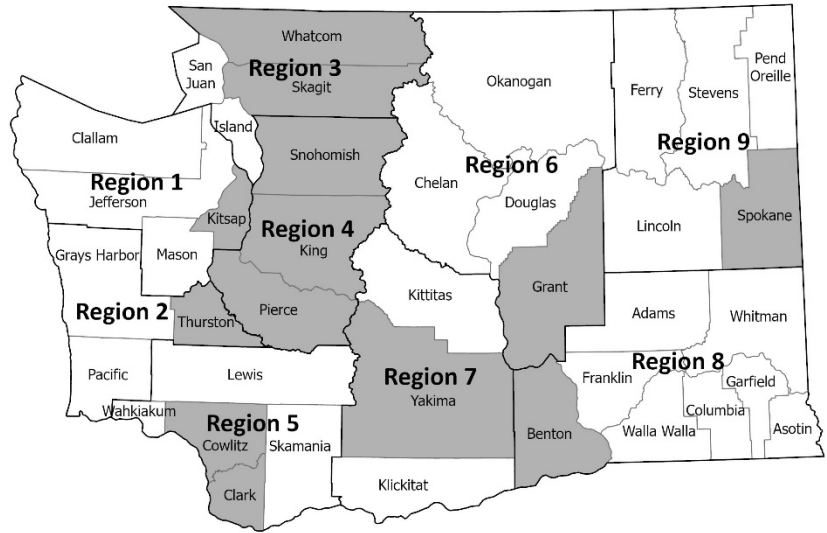 Whatcom
San
Juan
Region 3
Skagit
Okanogan
Ferry
Stevens
Pend
Oreille
Island
Clallam
Snohomish
Region 9
Region 6
Region 1
Jefferson
Chelan
Douglas
Kitsap
Region 4
King
Lincoln
Spokane
Grays Harbor
Mason
Kittitas
Grant
Region 2
Thurston
Pierce
Adams
Whitman
Region 8
Pacific
Lewis
Region 7
Yakima
Franklin
Garfield
Wahkiakum
Region 5
Cowlitz
Skamania
Benton
Walla Walla
Columbia
Asotin
Clark
Klickitat